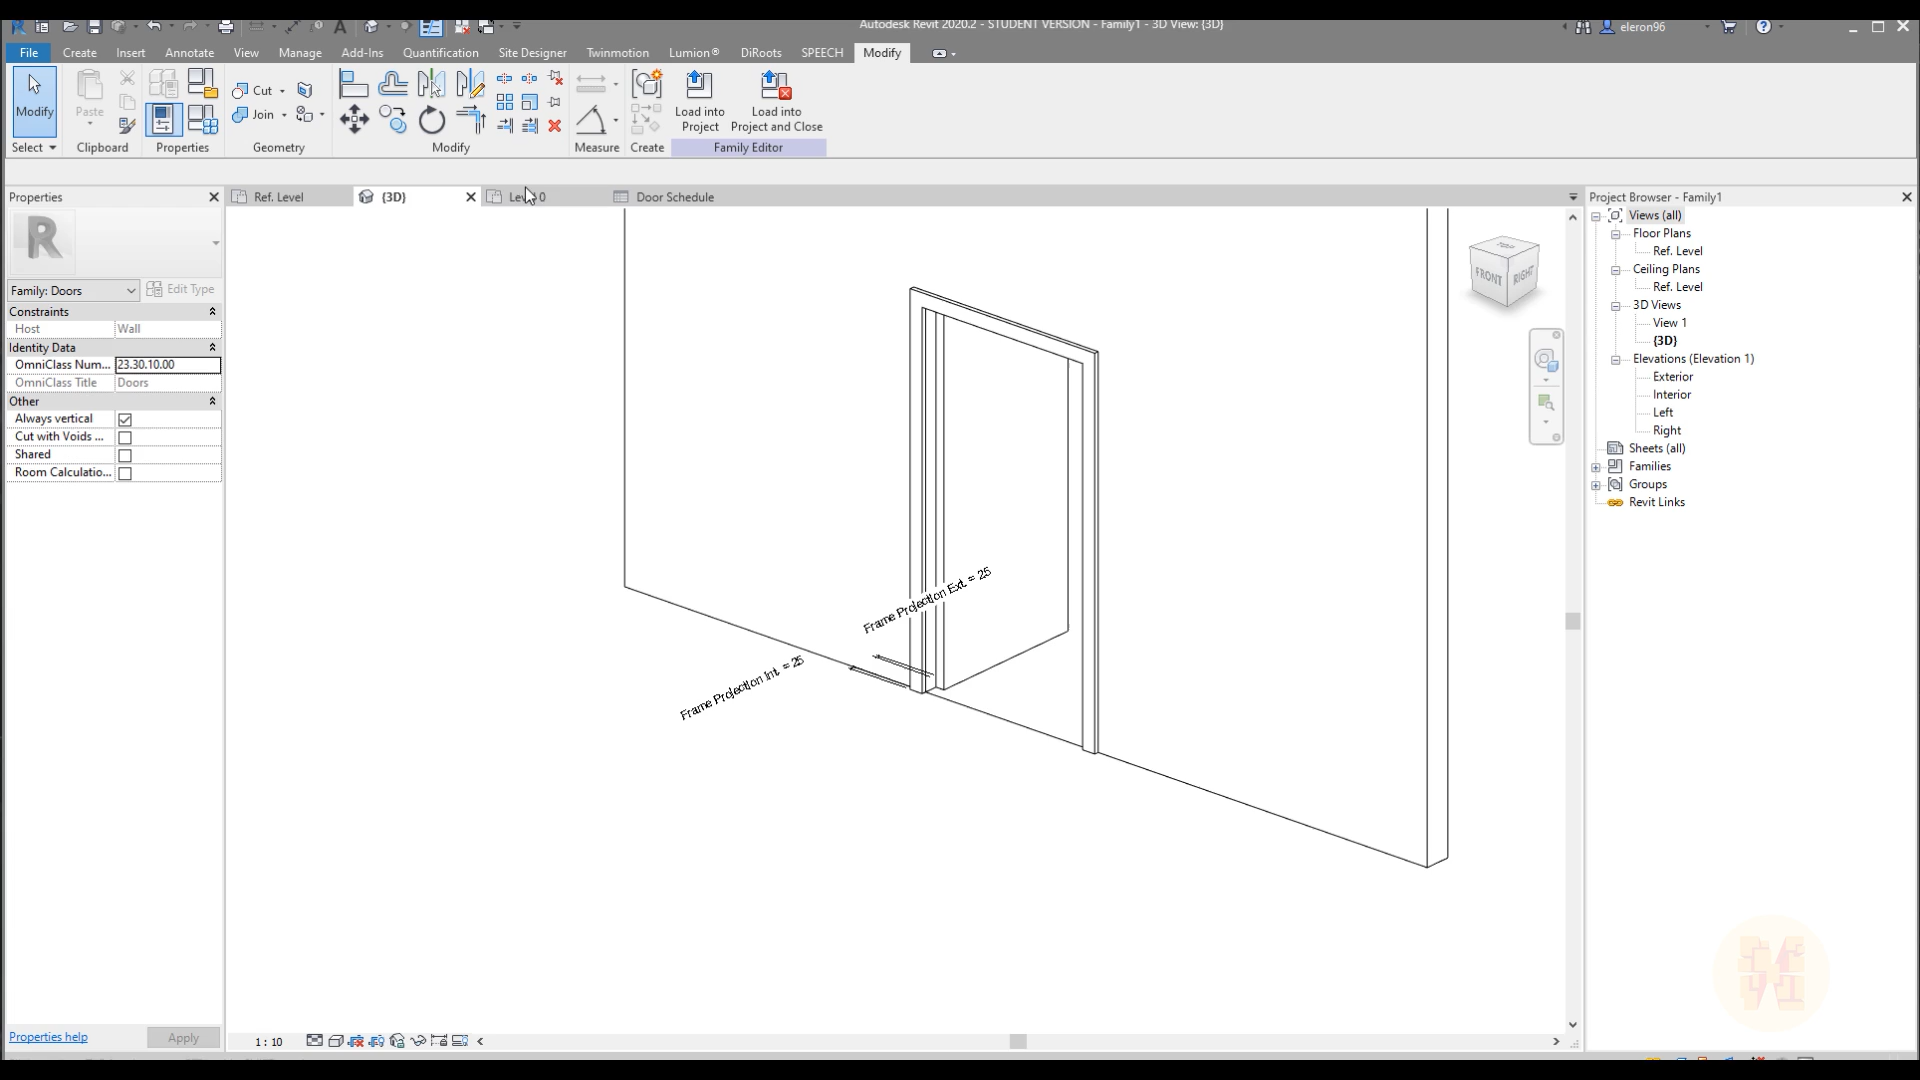 Autodesk Revit 2020.2 - STUDENT VERSION - Family1 - 3D View: {3D}
eleron96
File Create Insert Annotate View Manage Add-Ins Quantification Site Designer Twinmotion Lumion® DiRoots SPEECH Modify
Modify
Paste
Cut
Join
Load into Project
Load into Project and Close
Select Clipboard Properties Geometry Modify Measure Create Family Editor
Properties
Ref. Level
{3D}
Door Schedule
Project Browser - Family1
R
Family: Doors
Edit Type
Constraints
Host Wall
Identity Data
OmniClass Num... 23.30.10.00
OmniClass Title Doors
Other
Always vertical
Cut with Voids ...
Shared
Room Calculatio...
Properties help
Apply
FRONT
RIGHT
Frame Projection Ext. = 25
Frame Projection Int. = 25
1 : 10
Views (all)
Floor Plans
Ref. Level
Ceiling Plans
Ref. Level
3D Views
View 1
{3D}
Elevations (Elevation 1)
Exterior
Interior
Left
Right
Sheets (all)
Families
Groups
Revit Links